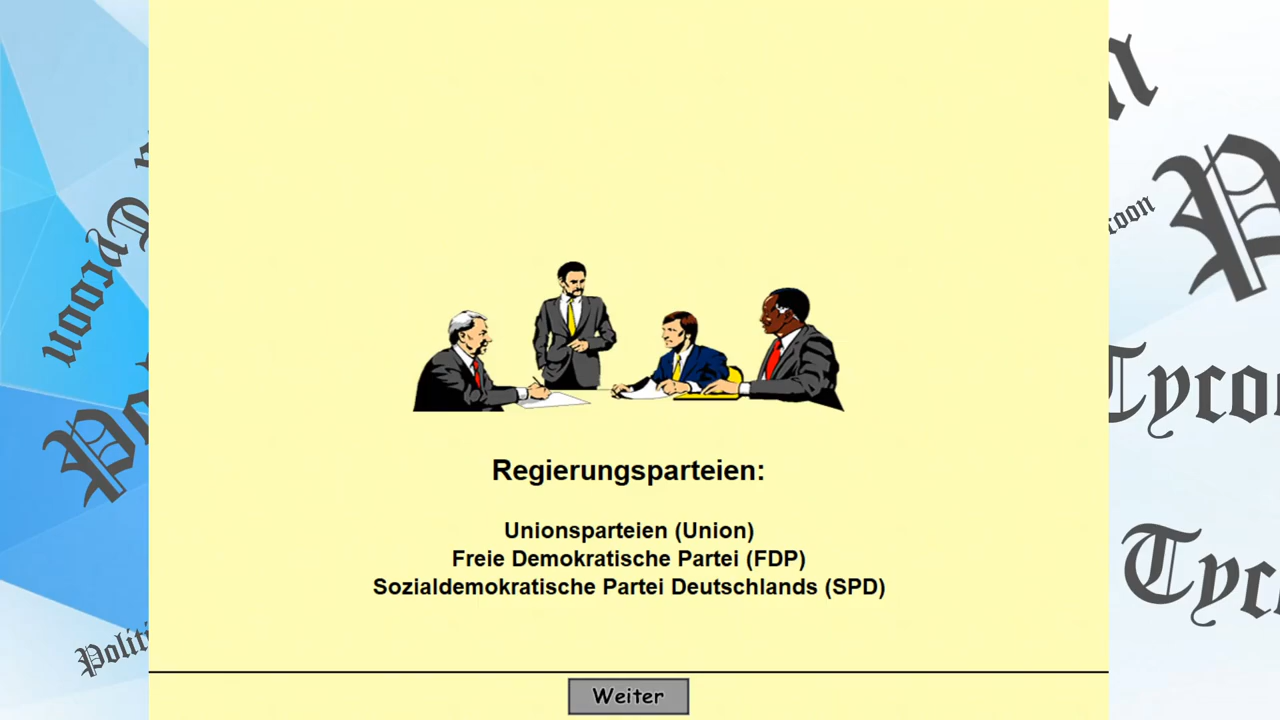 Regierungsparteien:
Unionsparteien (Union)
Freie Demokratische Partei (FDP)
Sozialdemokratische Partei Deutschlands (SPD)
Weiter